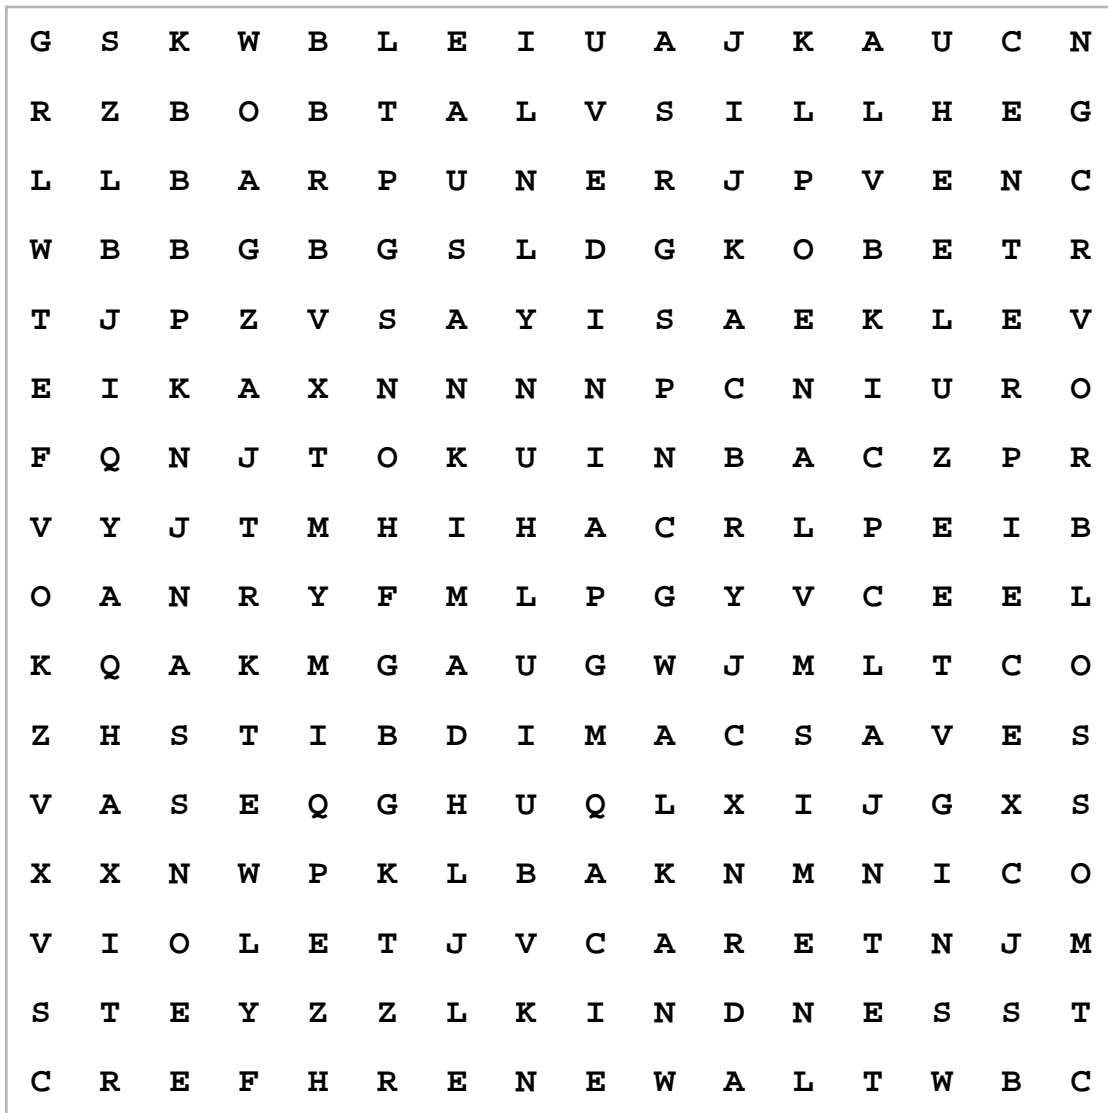 G S K W B L E I U A J K A U C N
R Z B O B T A L V S I L L H E G
L L B A R P U N E R J P V E N C
W B B G B G S L D G K O B E T R
T J P Z V S A Y I S A E K L E V
E I K A X N N N N P C N I U R O
F Q N J T O K U I N B A C Z P R
V Y J T M H I H A C R L P E I B
O A N R Y F M L P G Y V C E E L
K Q A K M G A U G W J M L T C O
Z H S T I B D I M A C S A V E S
V A S E Q G H U Q L X I J G X S
X X N W P K L B A K N M N I C O
V I O L E T J V C A R E T N J M
S T E Y Z Z L K I N D N E S S T
C R E F H R E N E W A L T W B C